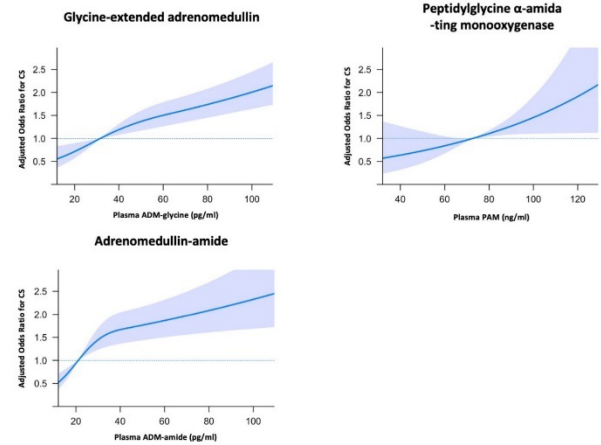 Glycine-extended adrenomedullin
Adjusted Odds Ratio for CS
2.5
2.0
1.5
1.0
0.5
20 40 60 80 100
Plasma ADM-glycine (pg/ml)
Peptidylglycine α-amida
-ting monooxygenase
Adjusted Odds Ratio for CS
2.5
2.0
1.5
1.0
0.5
40 60 80 100 120
Plasma PAM (ng/ml)
Adrenomedullin-amide
Adjusted Odds Ratio for CS
2.5
2.0
1.5
1.0
0.5
20 40 60 80 100
Plasma ADM-amide (pg/ml)